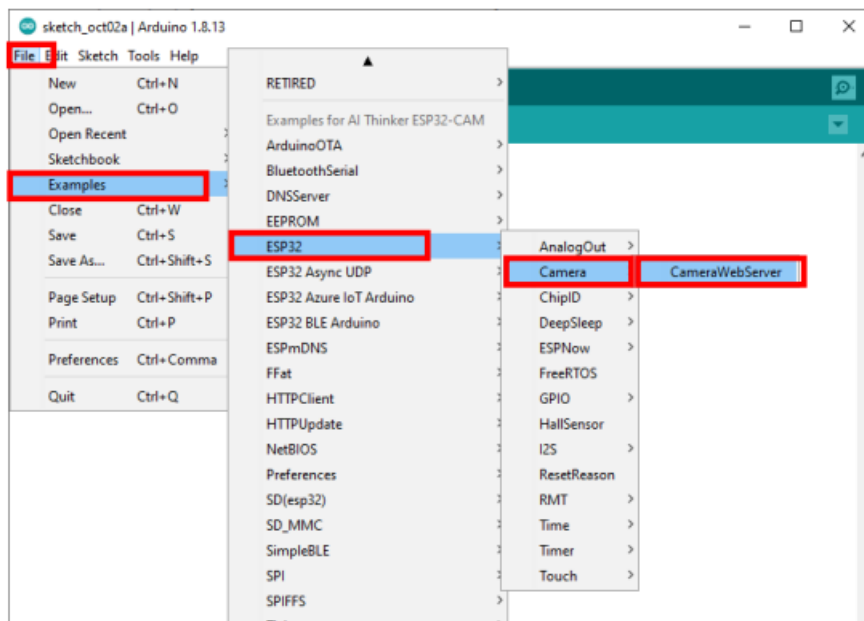 sketch_oct02a | Arduino 1.8.13
File Edit Sketch Tools Help
New Ctrl+N
Open... Ctrl+O
Open Recent
Sketchbook
Examples
Close Ctrl+W
Save Ctrl+S
Save As... Ctrl+Shift+S
Page Setup Ctrl+Shift+P
Print Ctrl+P
Preferences Ctrl+Comma
Quit Ctrl+Q
RETIRED
Examples for AI Thinker ESP32-CAM
ArduinoOTA
BluetoothSerial
DNSServer
EEPROM
ESP32
ESP32 Async UDP
ESP32 Azure IoT Arduino
ESP32 BLE Arduino
ESPmDNS
FFat
HTTPClient
HTTPUpdate
NetBIOS
Preferences
SD(esp32)
SD_MMC
SimpleBLE
SPI
SPIFFS
AnalogOut
Camera
ChipID
DeepSleep
ESPNow
FreeRTOS
GPIO
HallSensor
I2S
ResetReason
RMT
Time
Timer
Touch
CameraWebServer